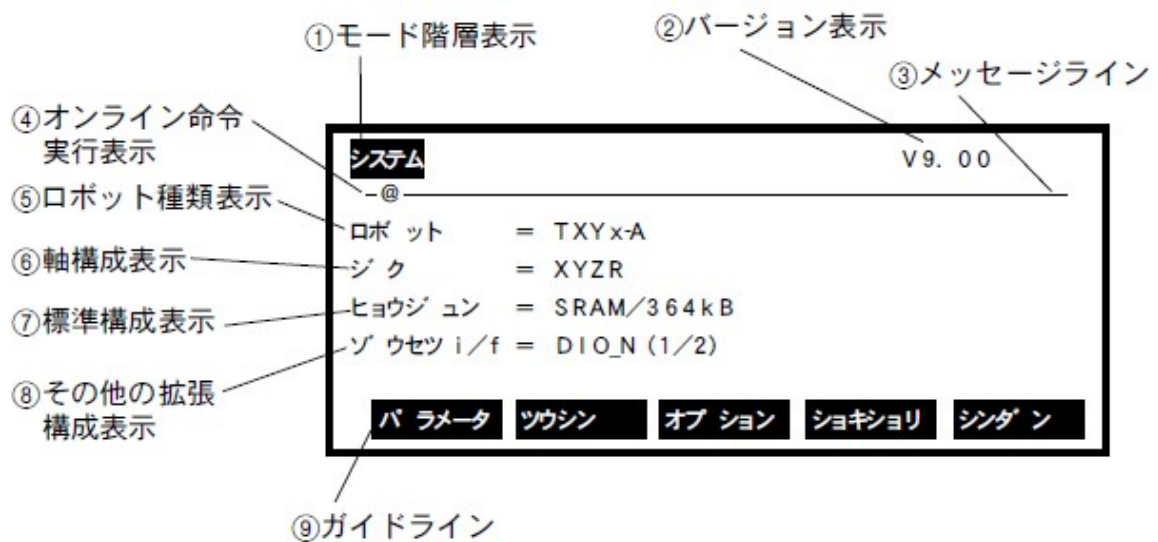 ①モード階層表示
②バージョン表示
③メッセージライン
④オンライン命令
実行表示
⑤ロボット種類表示
⑥軸構成表示
⑦標準構成表示
⑧その他の拡張
構成表示
システム V9.00
@
ロボット = TXYx-A
ジク = XYZR
ヒョウジュン = SRAM/364kB
ゾウセツ i/f = DIO_N(1/2)
パラメータ ツウシン オプション ショキショリ シンダン
⑨ガイドライン